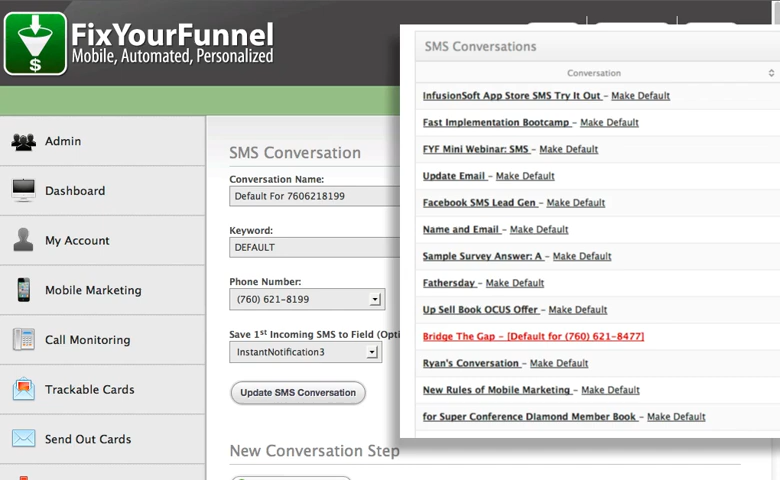 FixYourFunnel
Mobile, Automated, Personalized
$
Admin
Dashboard
My Account
Mobile Marketing
Call Monitoring
Trackable Cards
Send Out Cards
SMS Conversation
Conversation Name:
Default For 7606218199
Keyword:
DEFAULT
Phone Number:
(760) 621-8199
Save 1st Incoming SMS to Field (Opti
InstantNotification3
Update SMS Conversation
New Conversation Step
SMS Conversations
Conversation
InfusionSoft App Store SMS Try It Out - Make Default
Fast Implementation Bootcamp - Make Default
FYF Mini Webinar: SMS - Make Default
Update Email - Make Default
Facebook SMS Lead Gen - Make Default
Name and Email - Make Default
Sample Survey Answer: A - Make Default
Fathersday - Make Default
Up Sell Book OCUS Offer - Make Default
Bridge The Gap - [Default for (760) 621-8477]
Ryan's Conversation - Make Default
New Rules of Mobile Marketing - Make Default
for Super Conference DIamond Member Book - Make Default